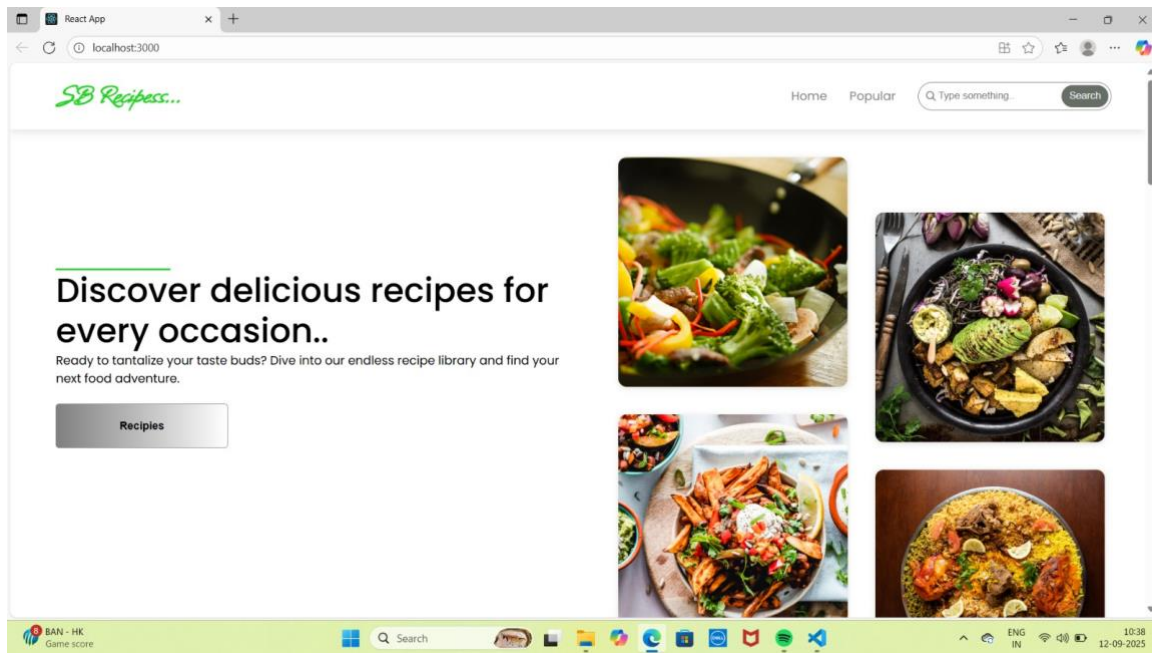 React App
localhost:3000
SB Recipess...
Home Popular Type something.. Search
Discover delicious recipes for
every occasion..
Ready to tantalize your taste buds? Dive into our endless recipe library and find your
next food adventure.
Recipies
8
BAN - HK
Game score
Search
DELL
ENG
IN
10:38
12-09-2025